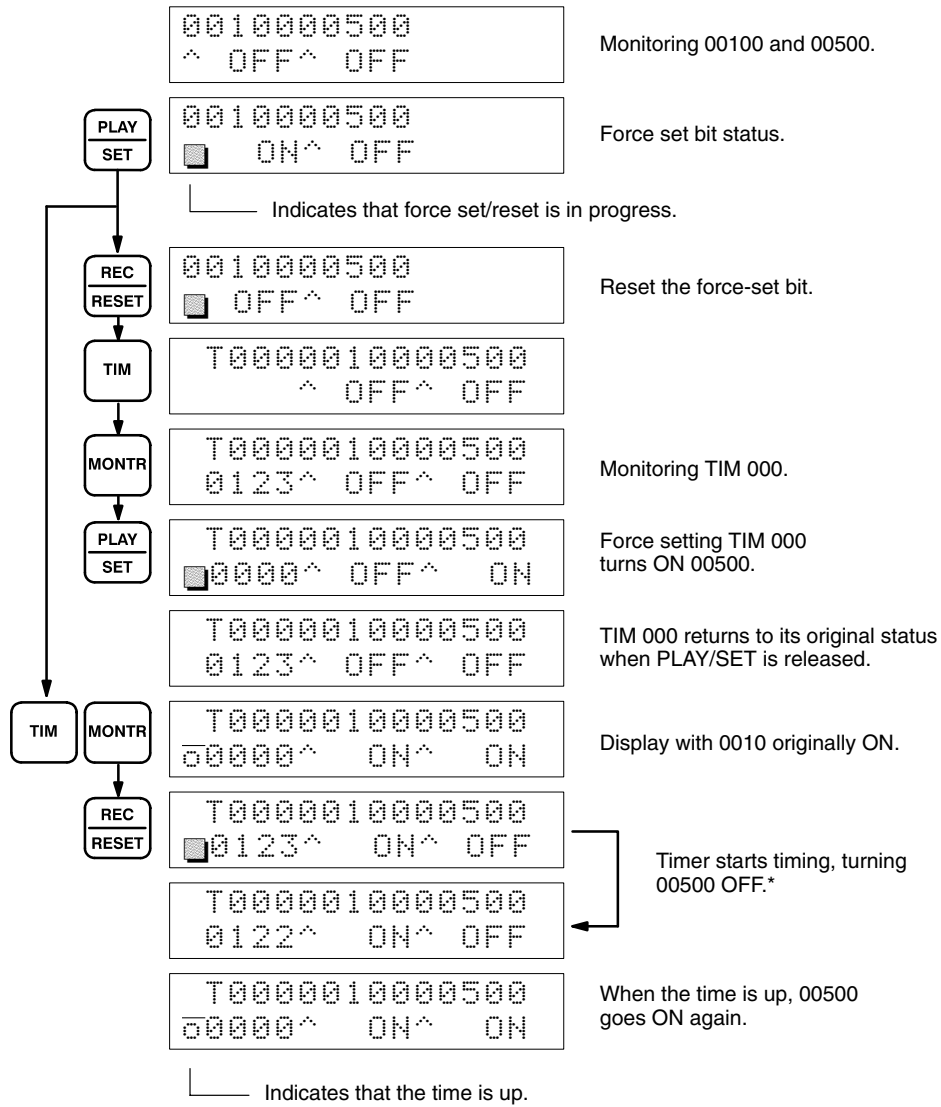 0010000500
^ OFF^ OFF
Monitoring 00100 and 00500.
PLAY
SET
0010000500
ON^ OFF
Force set bit status.
Indicates that force set/reset is in progress.
REC
RESET
0010000500
OFF^ OFF
Reset the force-set bit.
TIM
T0000010000500
^ OFF^ OFF
MONTR
T0000010000500
0123^ OFF^ OFF
Monitoring TIM 000.
PLAY
SET
T0000010000500
0000^ OFF^ ON
Force setting TIM 000
turns ON 00500.
T0000010000500
0123^ OFF^ OFF
TIM 000 returns to its original status
when PLAY/SET is released.
TIM
MONTR
T0000010000500
o̅0000^ ON^ ON
Display with 0010 originally ON.
REC
RESET
T0000010000500
0123^ ON^ OFF
Timer starts timing, turning
00500 OFF.*
T0000010000500
0122^ ON^ OFF
T0000010000500
o̅0000^ ON^ ON
When the time is up, 00500
goes ON again.
Indicates that the time is up.